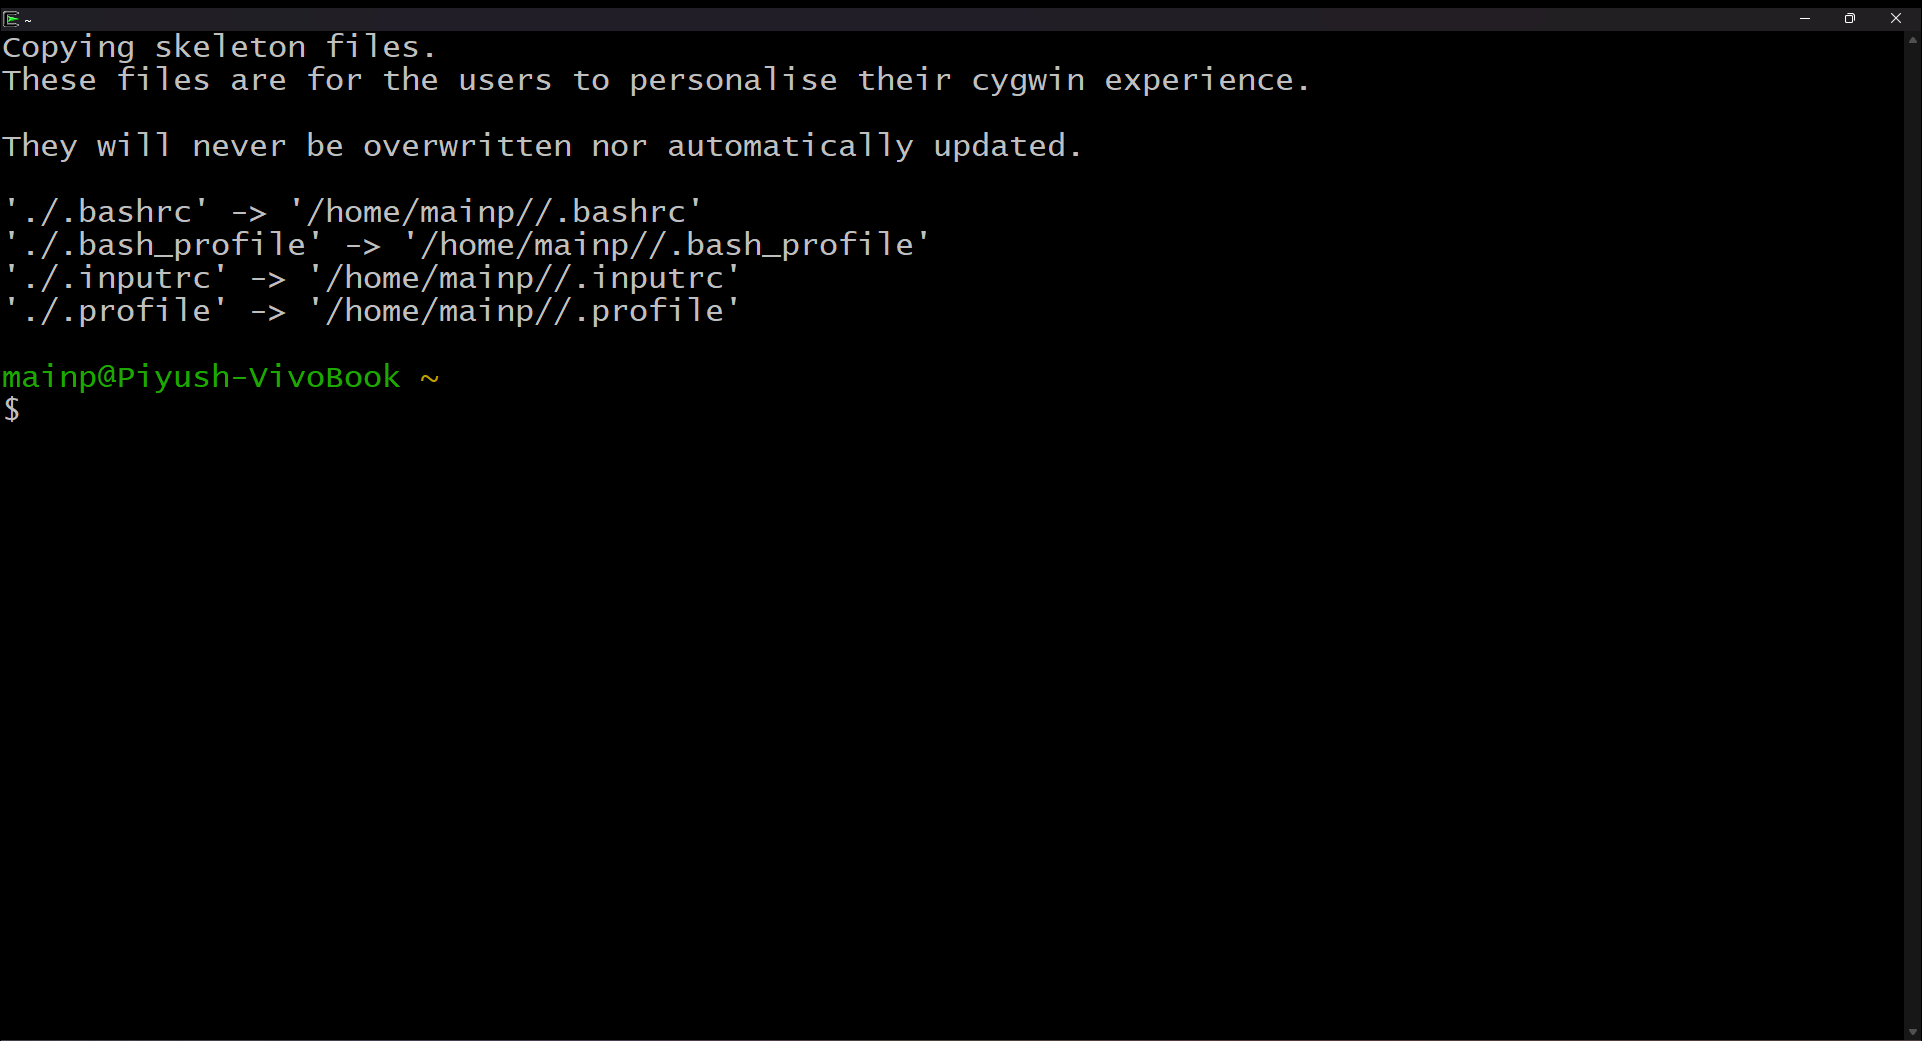 ~
Copying skeleton files.
These files are for the users to personalise their cygwin experience.
They will never be overwritten nor automatically updated.
'./.bashrc' -> '/home/mainp//.bashrc'
'./.bash_profile' -> '/home/mainp//.bash_profile'
'./.inputrc' -> '/home/mainp//.inputrc'
'./.profile' -> '/home/mainp//.profile'
mainp@Piyush-VivoBook ~
$